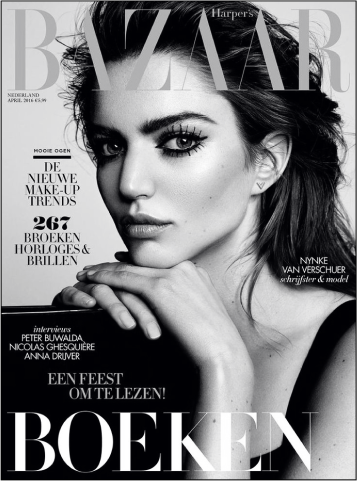 Harper's
BAZAAR
NEDERLAND
APRIL 2016 €5,99
MOOIE OGEN
DE
NIEUWE
MAKE-UP
TRENDS
267
BROEKEN
HORLOGES &
BRILLEN
NYNKE
VAN VERSCHUER
schrijfster & model
interviews
PETER BUWALDA
NICOLAS GHESQUIÈRE
ANNA DRIJVER
EEN FEEST
OM TE LEZEN!
BOEKEN